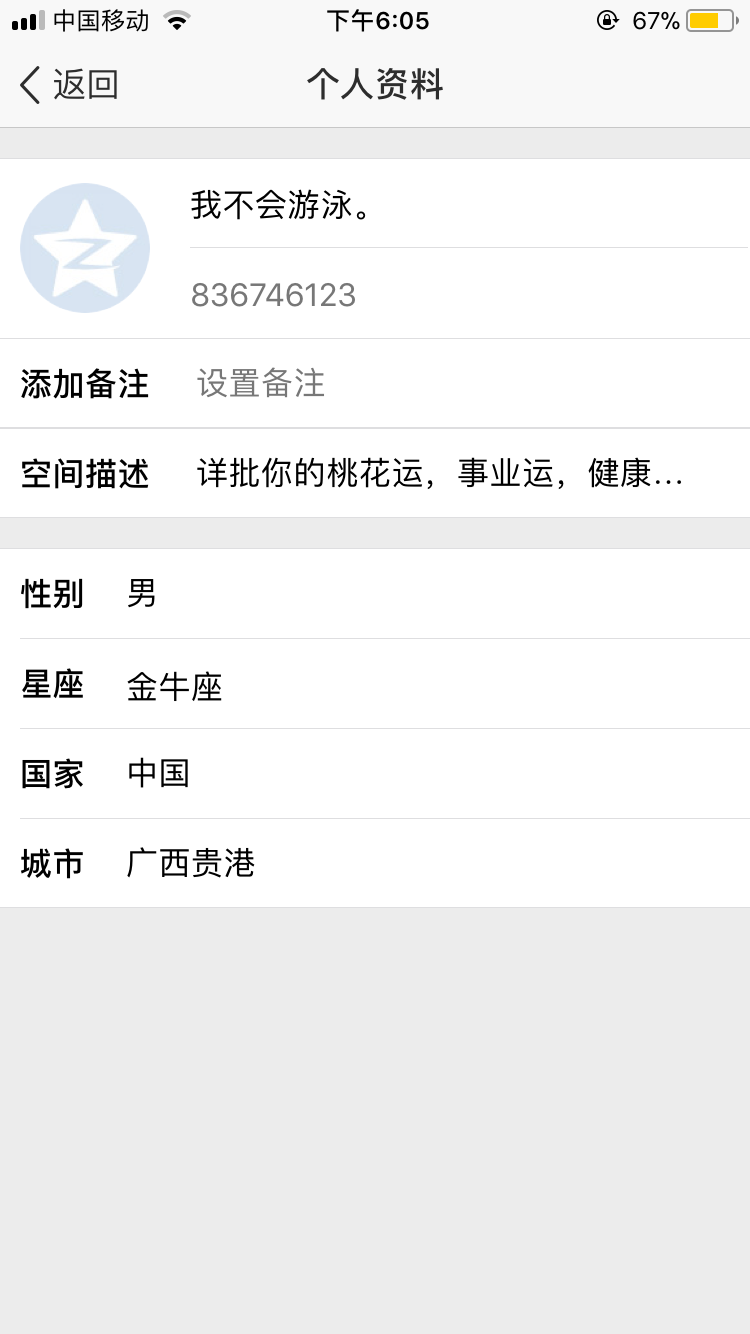 中国移动 下午6:05 67%
返回 个人资料
我不会游泳。
836746123
添加备注 设置备注
空间描述 详批你的桃花运，事业运，健康...
性别 男
星座 金牛座
国家 中国
城市 广西贵港